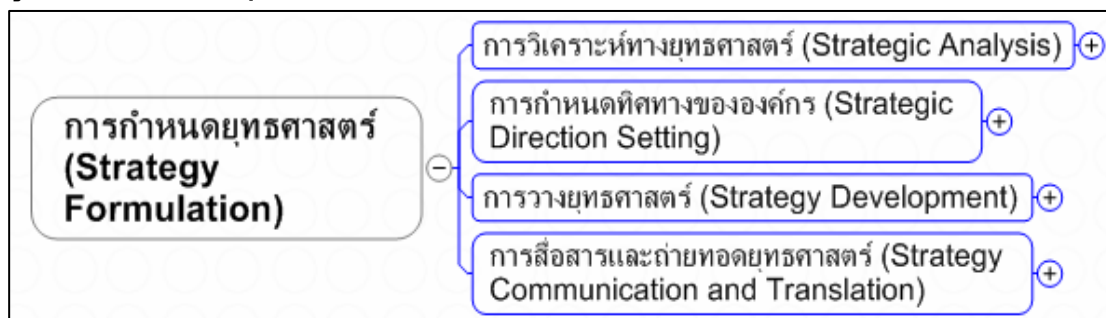 การกำหนดยุทธศาสตร์
(Strategy
Formulation)
การวิเคราะห์ทางยุทธศาสตร์ (Strategic Analysis)
การกำหนดทิศทางขององค์กร (Strategic
Direction Setting)
การวางยุทธศาสตร์ (Strategy Development)
การสื่อสารและถ่ายทอดยุทธศาสตร์ (Strategy
Communication and Translation)